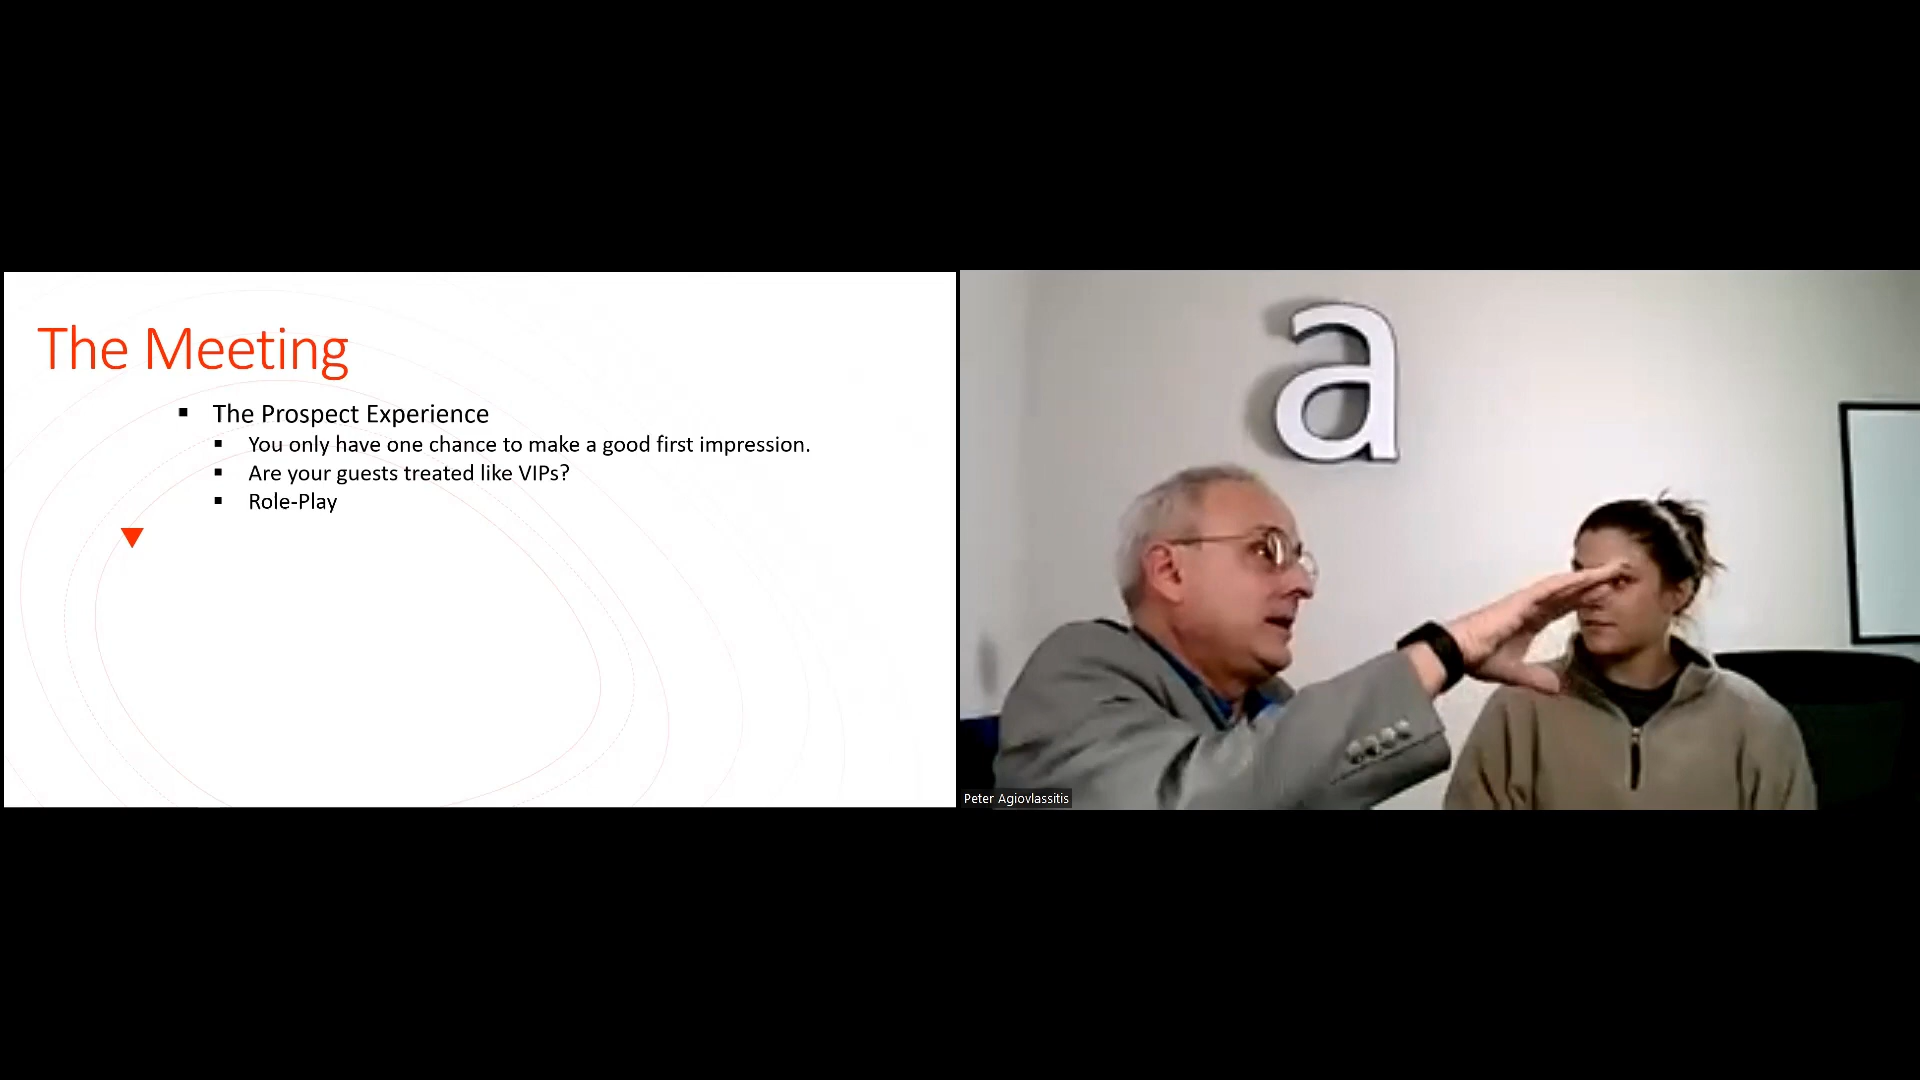 The Meeting
The Prospect Experience
You only have one chance to make a good first impression.
Are your guests treated like VIPs?
Role-Play
a
Peter Agiovlassitis